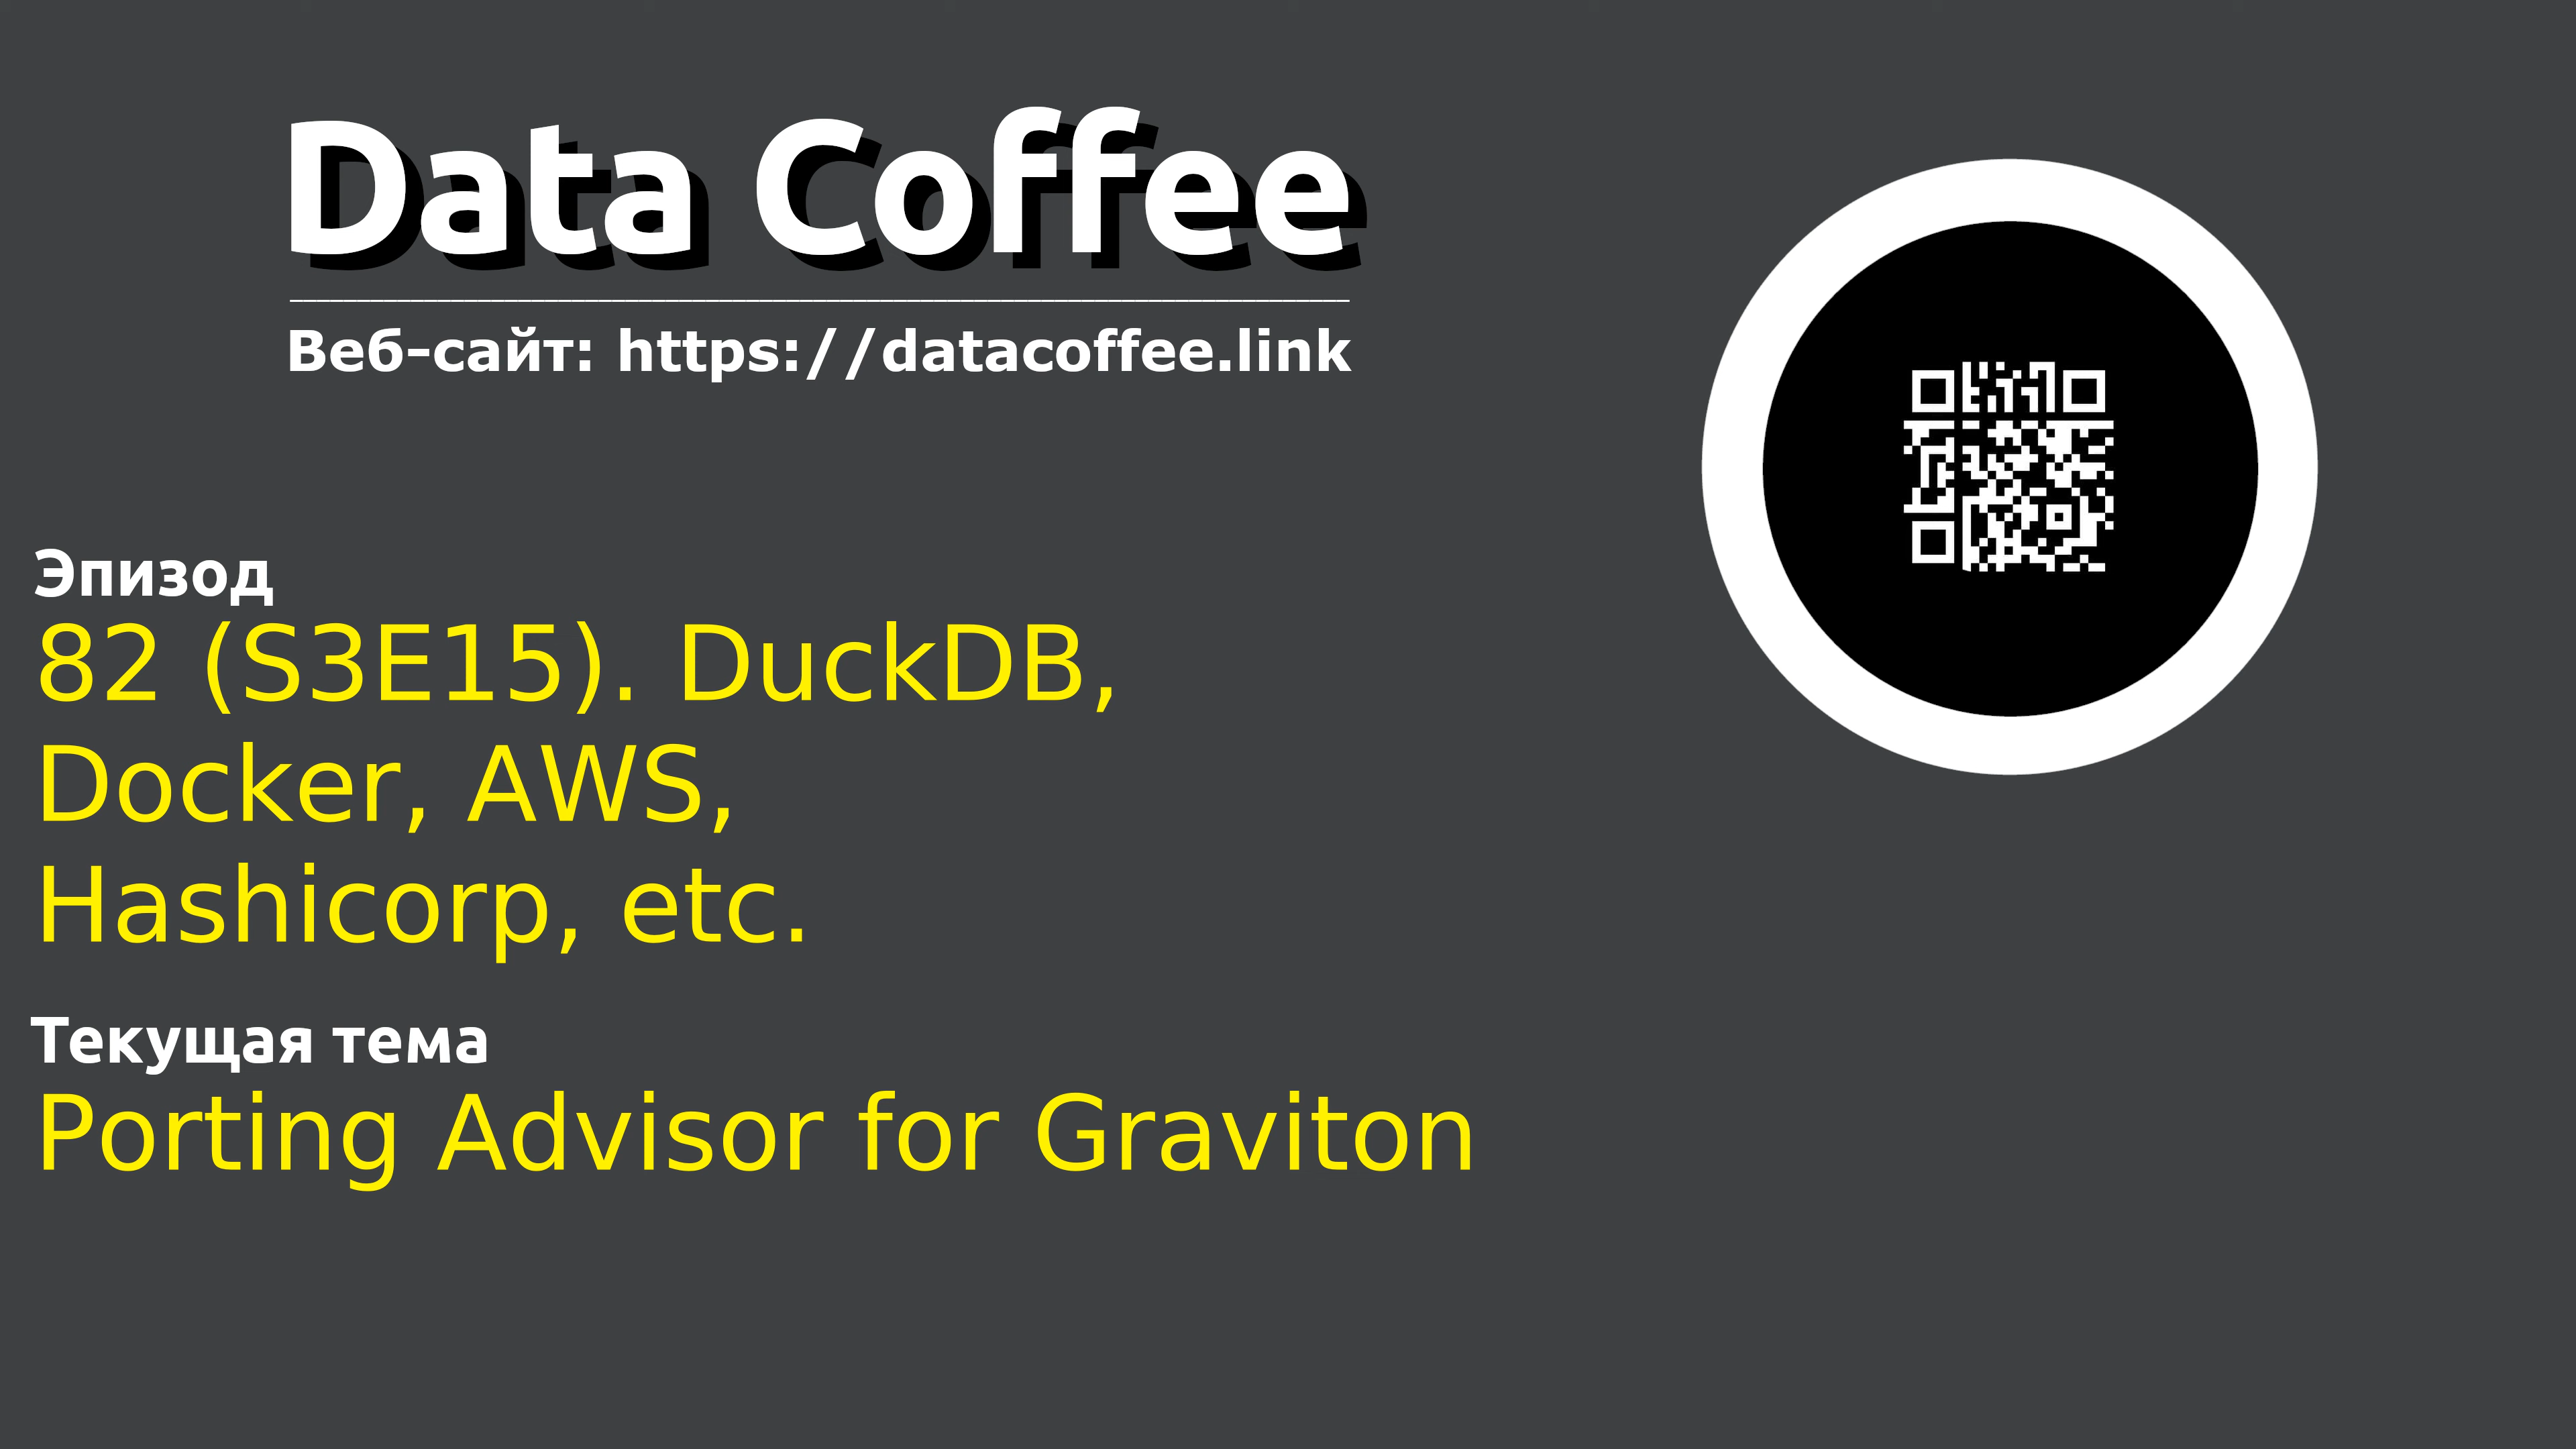 Data Coffee
Веб-сайт: https://datacoffee.link
Эпизод
82 (S3E15). DuckDB,
Docker, AWS,
Hashicorp, etc.
Текущая тема
Porting Advisor for Graviton